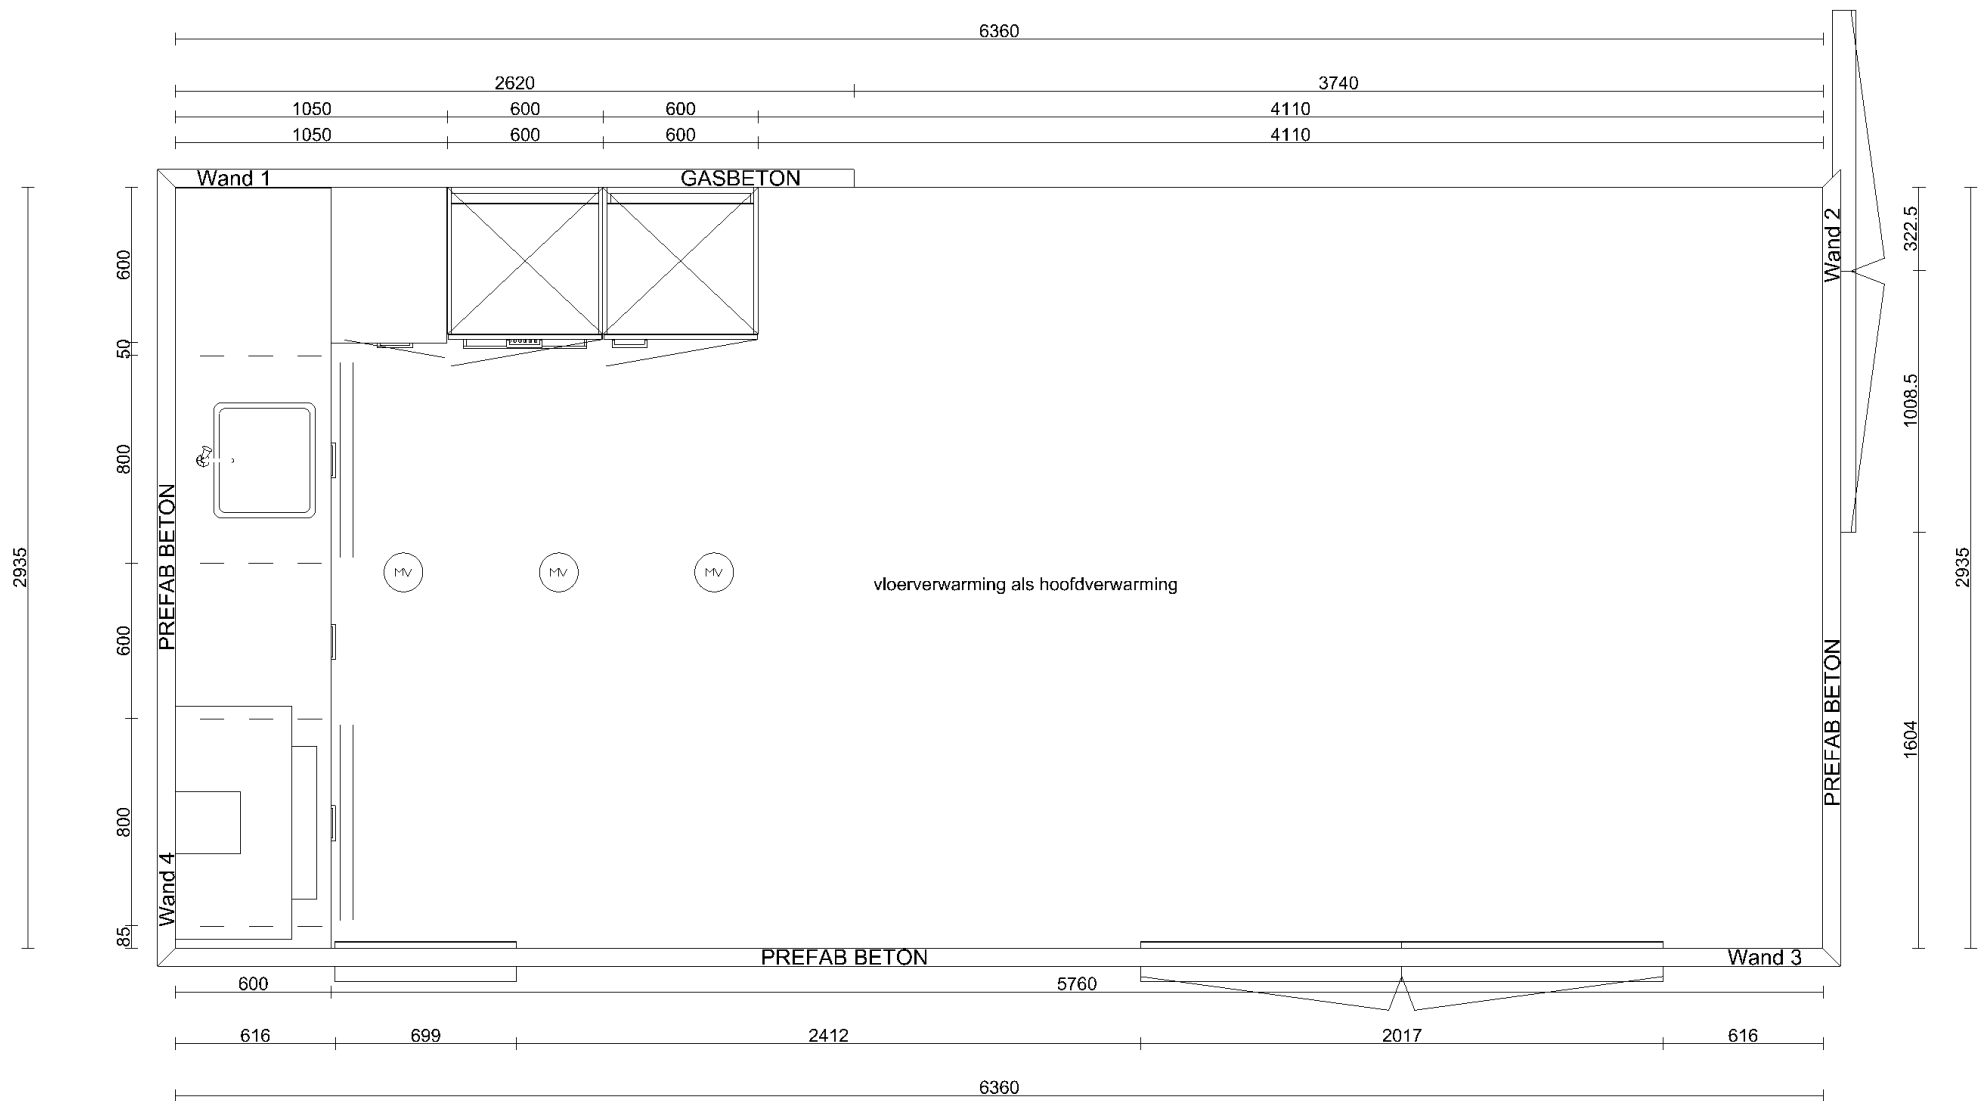 6360
2620 3740
1050 600 600 4110
1050 600 600 4110
Wand 1 GASBETON
Wand 2
322.5
600
50
1008.5
800
PREFAB BETON
2935
2935
MV MV MV
vloerverwarming als hoofdverwarming
600
PREFAB BETON
1604
800
Wand 4
85
PREFAB BETON Wand 3
600 5760
616 699 2412 2017 616
6360